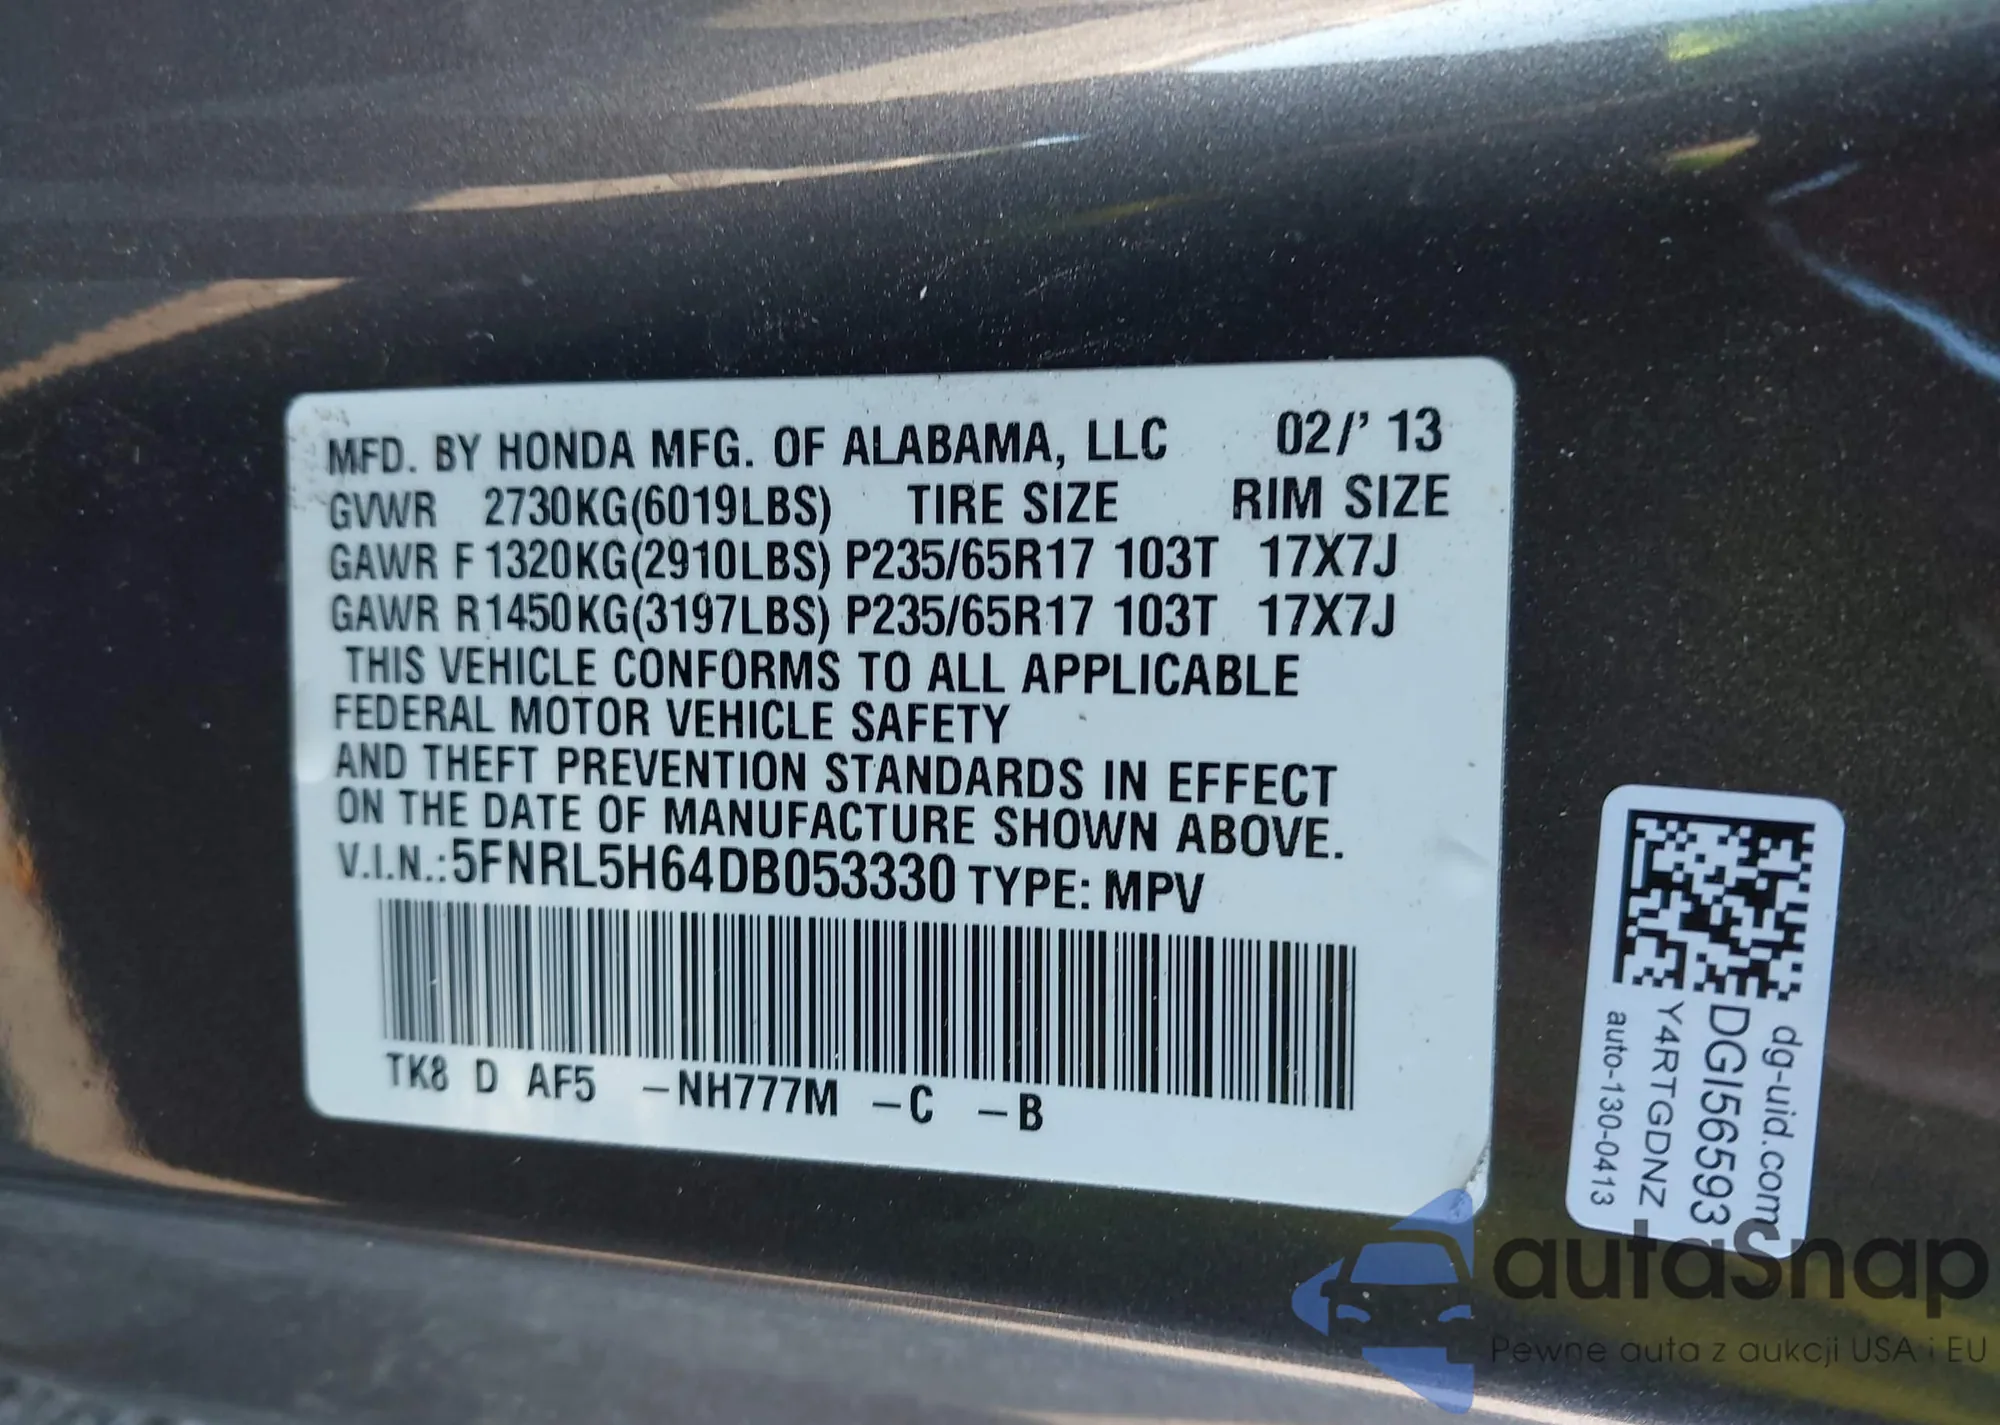 MFD. BY HONDA MFG. OF ALABAMA, LLC 02/' 13
GVWR 2730KG(6019LBS) TIRE SIZE RIM SIZE
GAWR F 1320KG(2910LBS) P235/65R17 103T 17X7J
GAWR R1450KG(3197LBS) P235/65R17 103T 17X7J
THIS VEHICLE CONFORMS TO ALL APPLICABLE
FEDERAL MOTOR VEHICLE SAFETY
AND THEFT PREVENTION STANDARDS IN EFFECT
ON THE DATE OF MANUFACTURE SHOWN ABOVE.
V.I.N.:5FNRL5H64DB053330 TYPE: MPV
TK8 D AF5 -NH777M -C -B
dg-uid.com
DGI565593
Y4RTGDNZ
auto-130-0413
autaSnap
Pewne auta z aukcji USA i EU